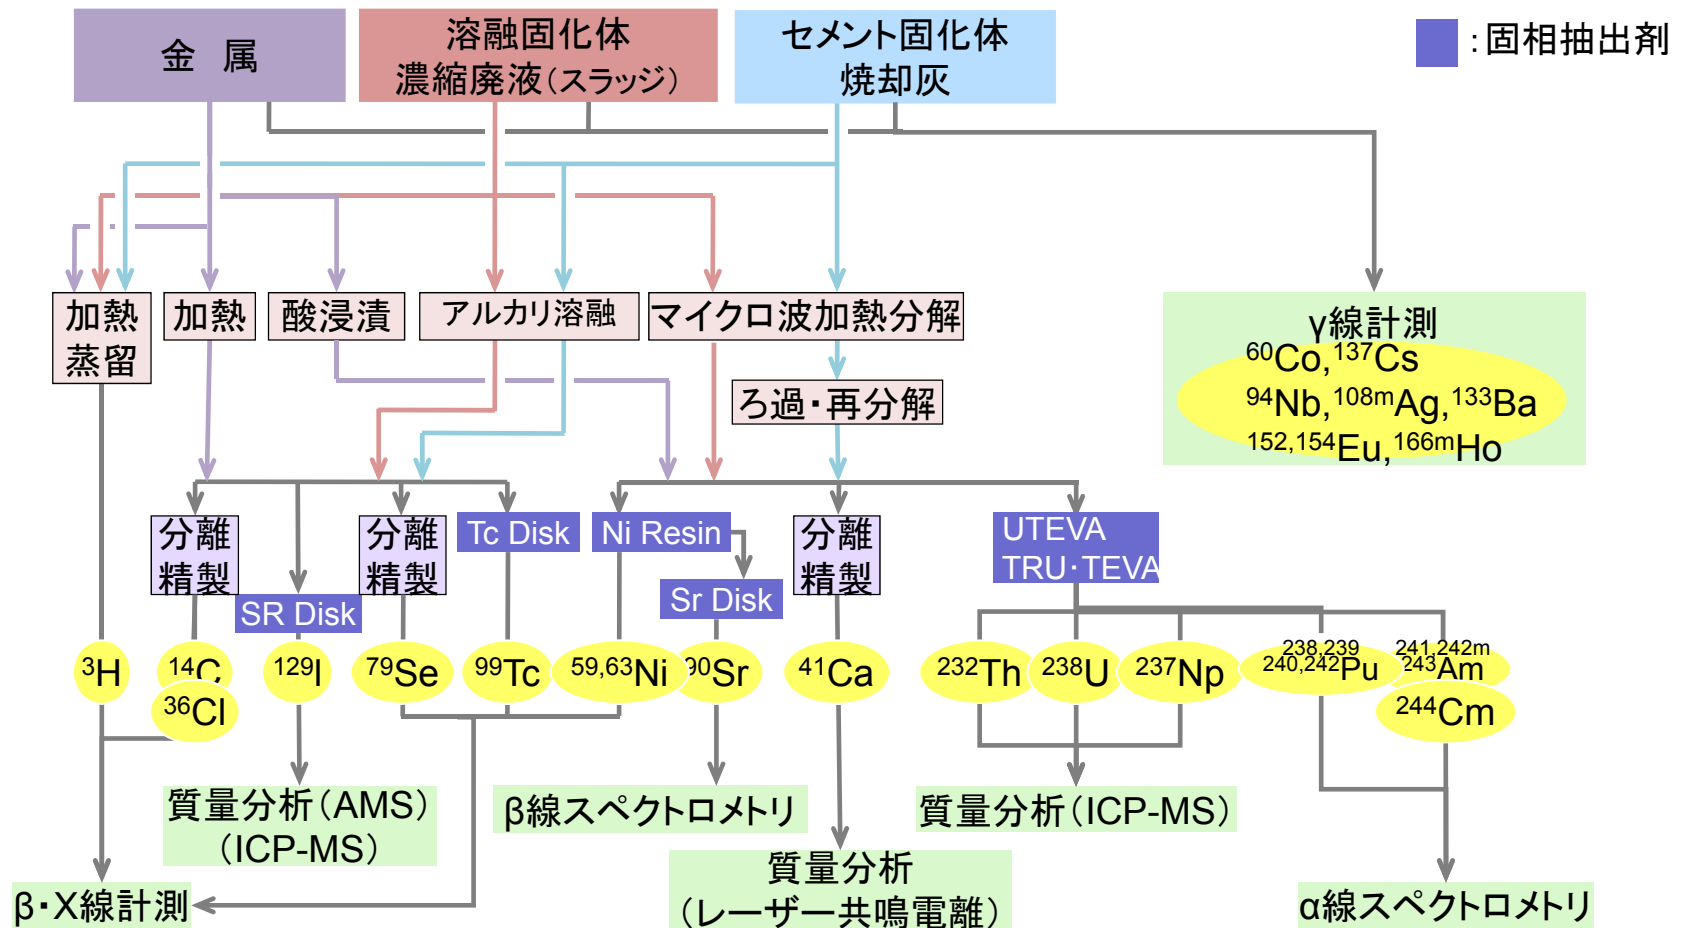 金 属
溶融固化体
濃縮廃液(スラッジ)
セメント固化体
焼却灰
:固相抽出剤
加熱
蒸留
加熱
酸浸漬
アルカリ溶融
マイクロ波加熱分解
ろ過・再分解
γ線計測
⁶⁰Co,¹³⁷Cs
⁹⁴Nb,¹⁰⁸ᵐAg,¹³³Ba
¹⁵²,¹⁵⁴Eu,¹⁶⁶ᵐHo
分離
精製
SR Disk
分離
精製
Tc Disk
Ni Resin
Sr Disk
分離
精製
UTEVA
TRU・TEVA
³H
¹⁴C
³⁶Cl
¹²⁹I
⁷⁹Se
⁹⁹Tc
⁵⁹,⁶³Ni
⁹⁰Sr
⁴¹Ca
²³²Th
²³⁸U
²³⁷Np
238,239
²⁴⁰,²⁴²Pu
241,242m
²⁴³Am
²⁴⁴Cm
質量分析(AMS)
(ICP-MS)
β線スペクトロメトリ
質量分析(ICP-MS)
質量分析
(レーザー共鳴電離)
β・X線計測
α線スペクトロメトリ